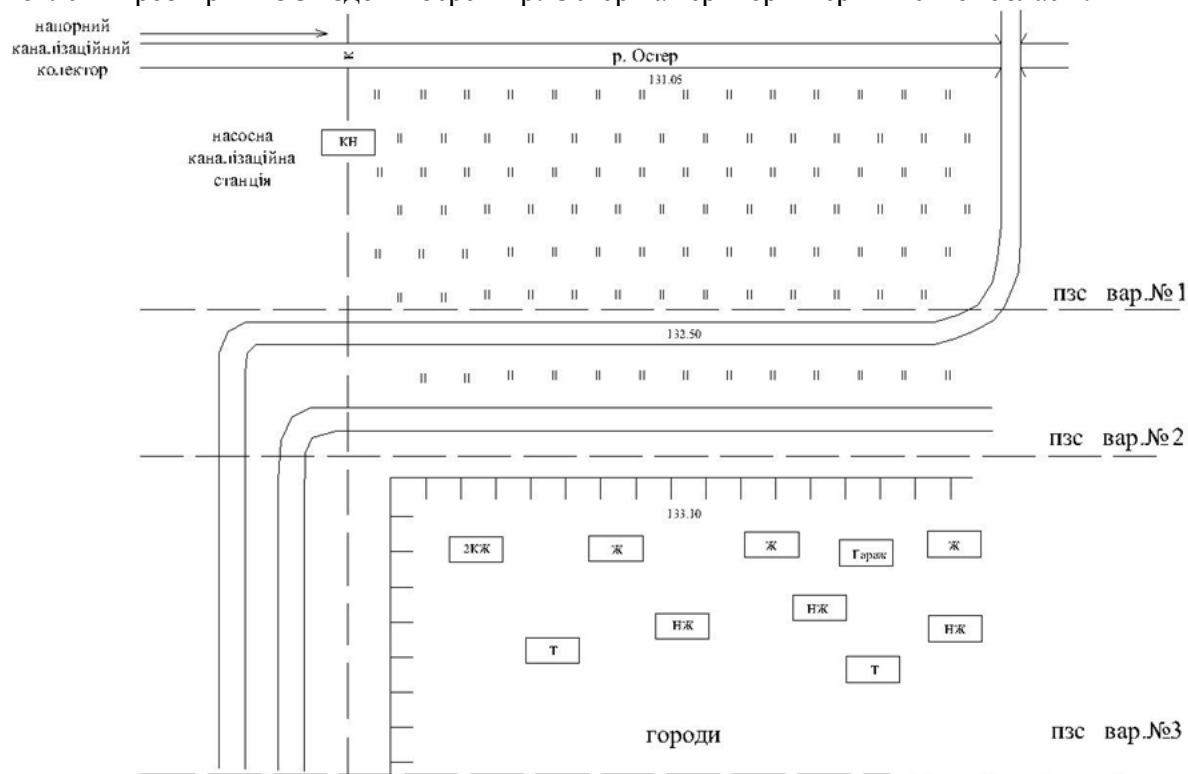 напорний
каналізаційний
колектор
К
р. Остер
131.05
насосна
каналізаційна
станція
КН
пзс вар.№1
132.50
пзс вар.№2
133.10
2КЖ
Ж
Ж
Гараж
Ж
НЖ
НЖ
НЖ
Т
Т
городи
пзс вар.№3